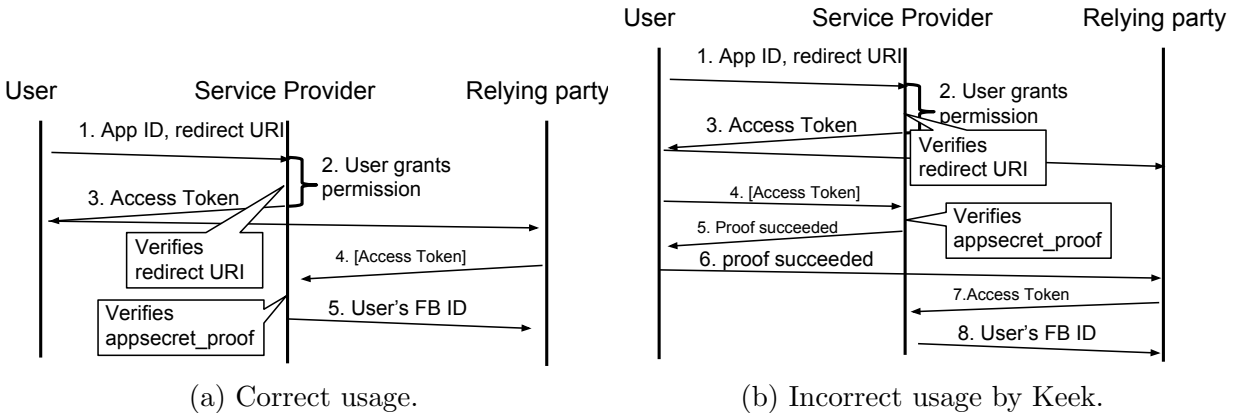 User
Service Provider
Relying party
1. App ID, redirect URI
2. User grants
permission
3. Access Token
Verifies
redirect URI
4. [Access Token]
Verifies
appsecret_proof
5. User's FB ID
(a) Correct usage.
User
Service Provider
Relying party
1. App ID, redirect URI
2. User grants
permission
3. Access Token
Verifies
redirect URI
4. [Access Token]
Verifies
appsecret_proof
5. Proof succeeded
6. proof succeeded
7.Access Token
8. User's FB ID
(b) Incorrect usage by Keek.